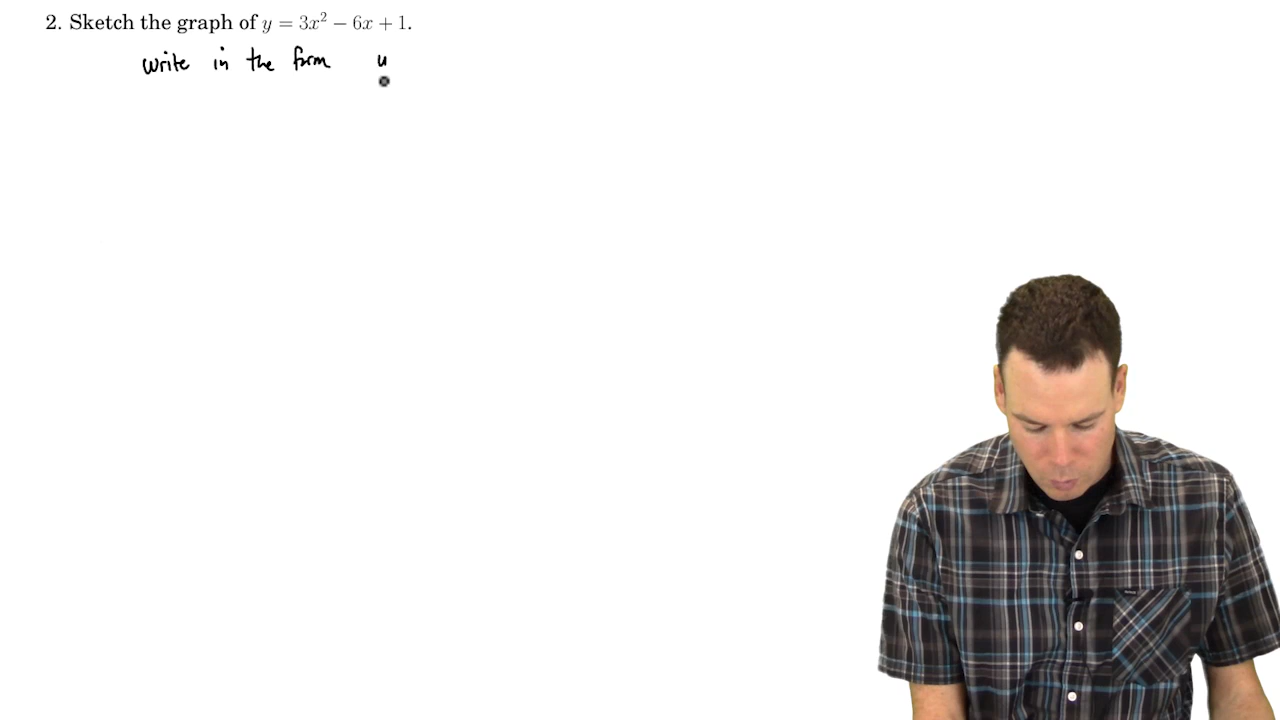 2. Sketch the graph of y = 3x² − 6x + 1.
write in the form